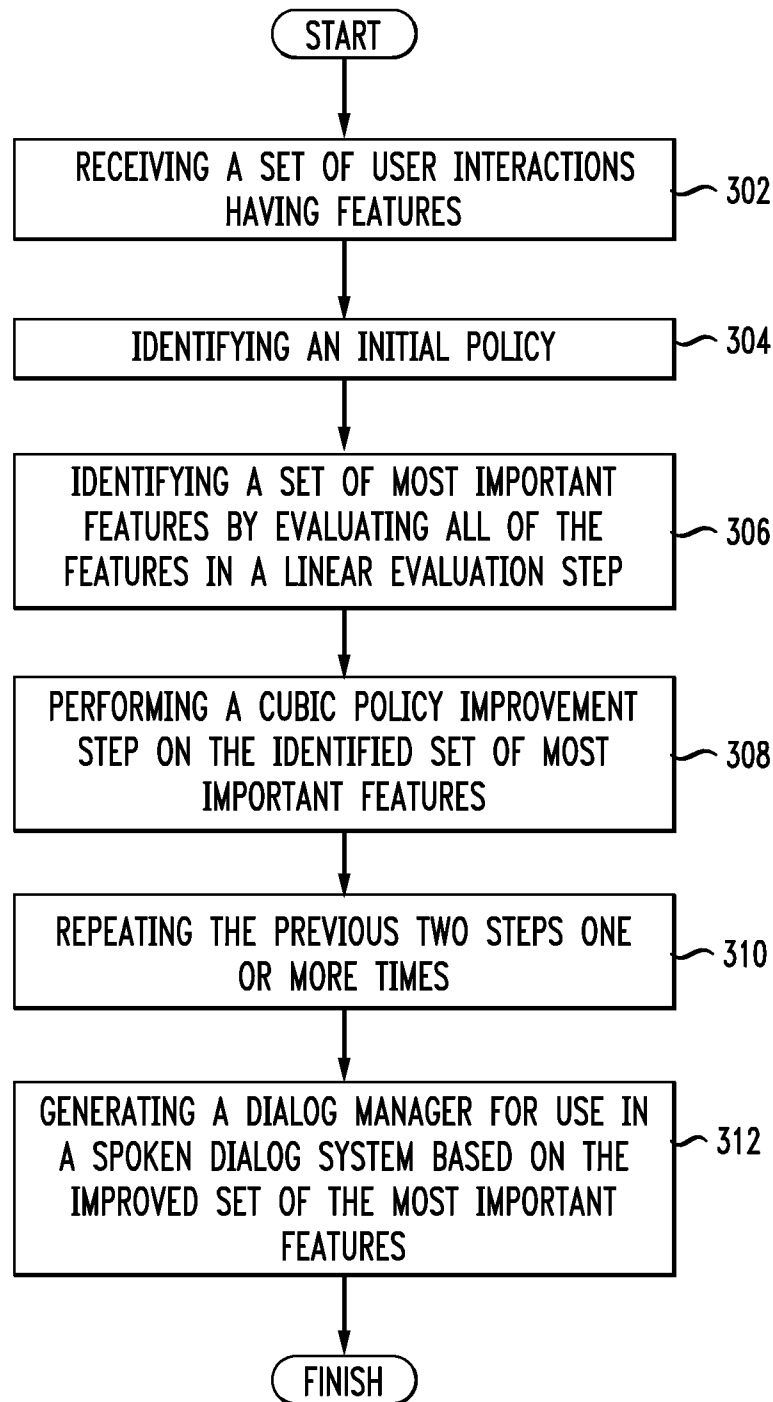 START
RECEIVING A SET OF USER INTERACTIONS
HAVING FEATURES
302
IDENTIFYING AN INITIAL POLICY
304
IDENTIFYING A SET OF MOST IMPORTANT
FEATURES BY EVALUATING ALL OF THE
FEATURES IN A LINEAR EVALUATION STEP
306
PERFORMING A CUBIC POLICY IMPROVEMENT
STEP ON THE IDENTIFIED SET OF MOST
IMPORTANT FEATURES
308
REPEATING THE PREVIOUS TWO STEPS ONE
OR MORE TIMES
310
GENERATING A DIALOG MANAGER FOR USE IN
A SPOKEN DIALOG SYSTEM BASED ON THE
IMPROVED SET OF THE MOST IMPORTANT
FEATURES
312
FINISH